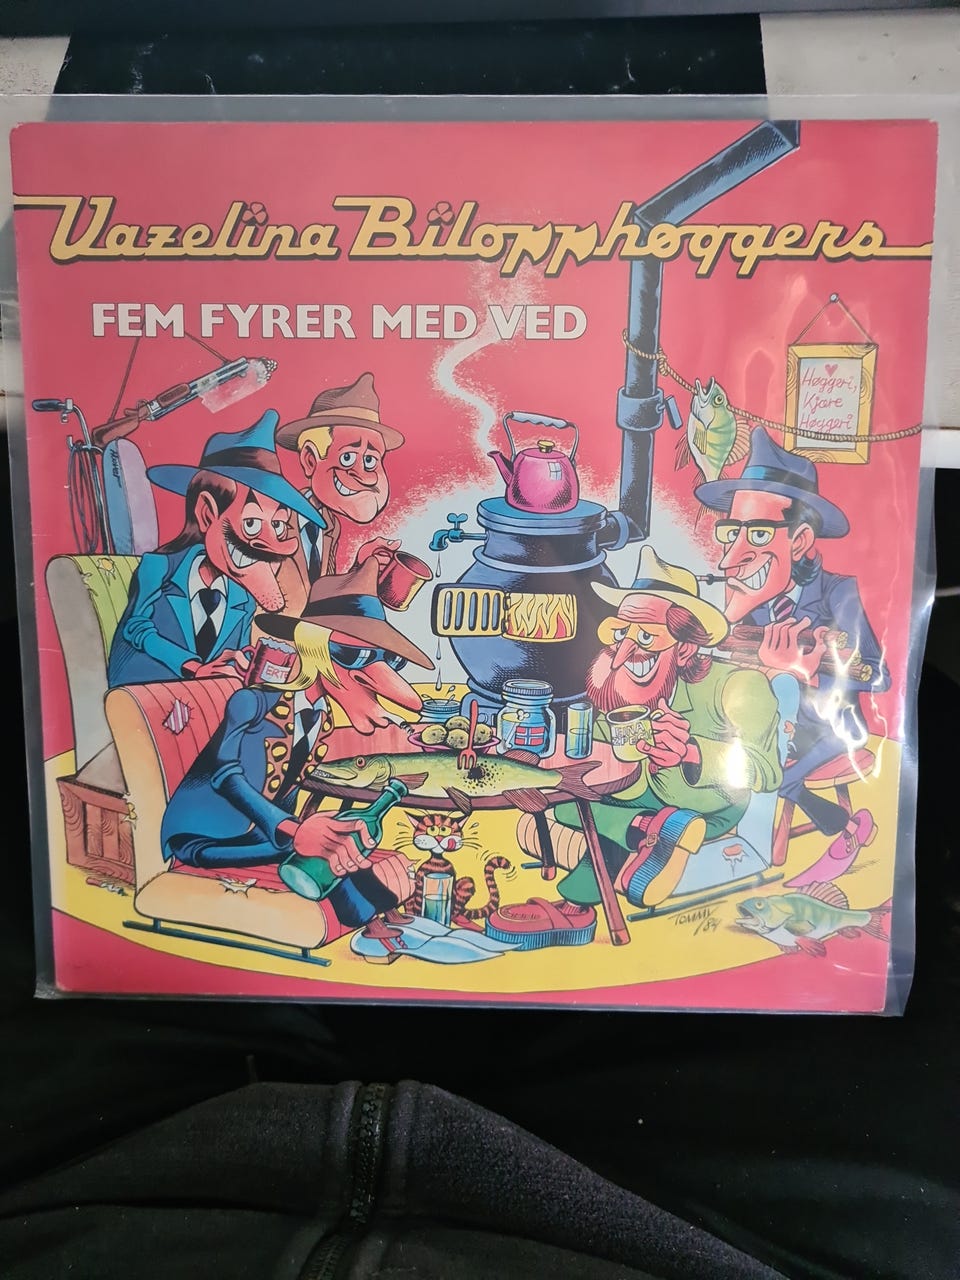 Vazelina Bilopphøggers
FEM FYRER MED VED
Høggeri,
Kjære
Høggeri
TOMMY
84